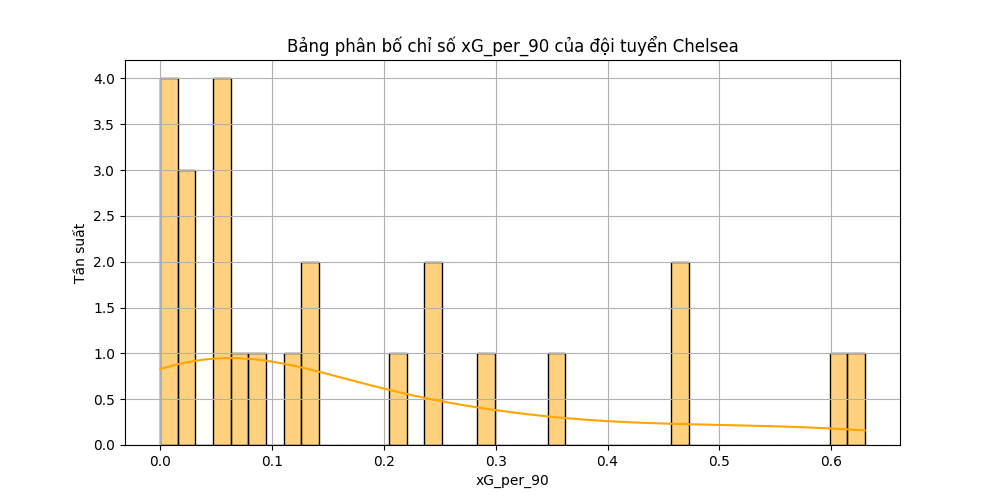 Bảng phân bố chỉ số xG_per_90 của đội tuyển Chelsea
Tần suất
4.0
3.5
3.0
2.5
2.0
1.5
1.0
0.5
0.0
0.0 0.1 0.2 0.3 0.4 0.5 0.6
xG_per_90